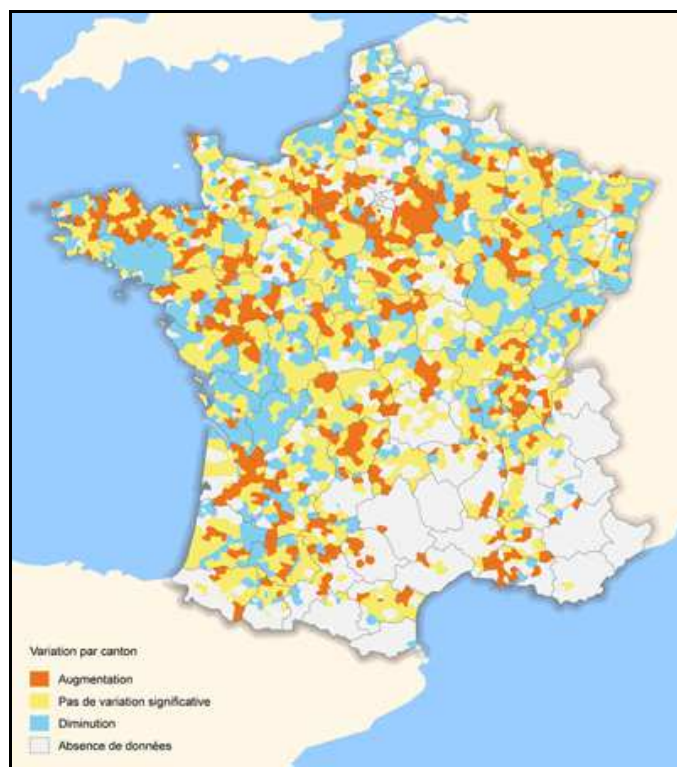 Variation par canton
Augmentation
Pas de variation significative
Diminution
Absence de données